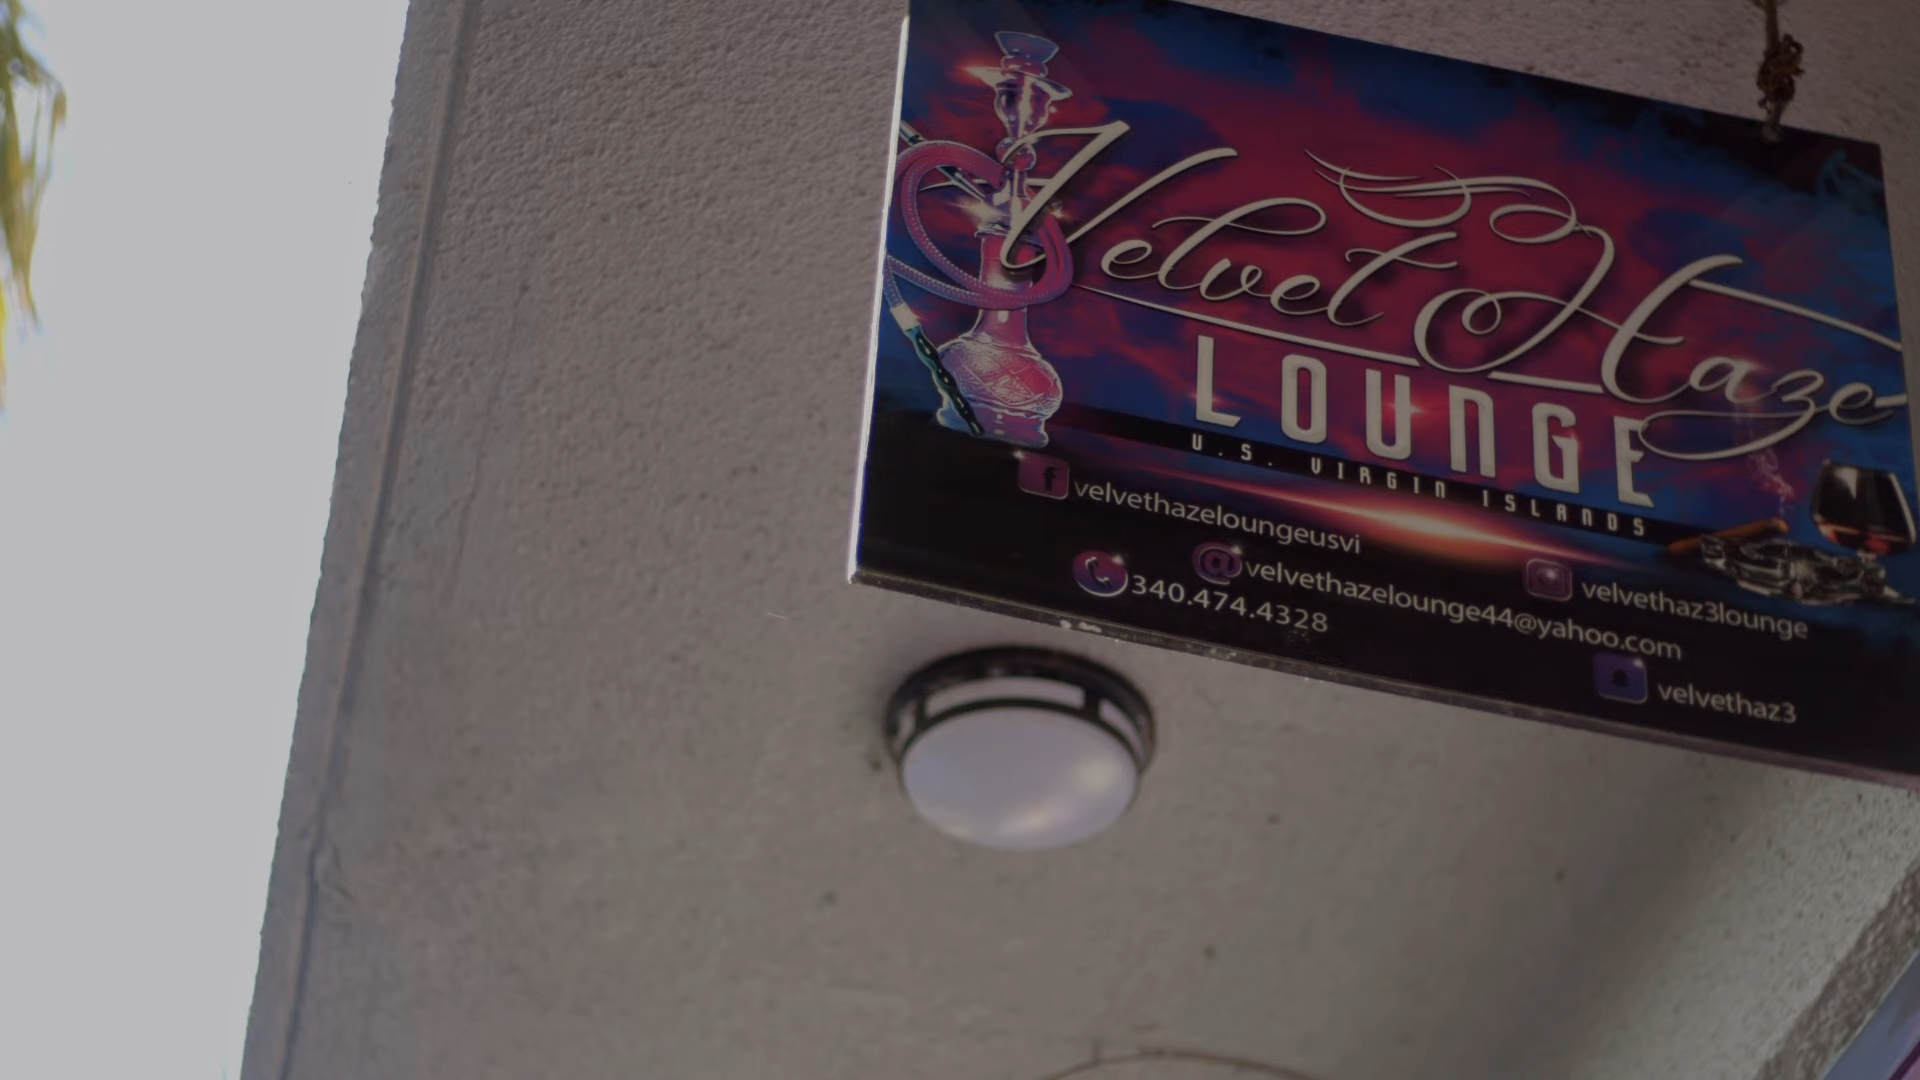 Velvet Haze
LOUNGE
U.S. VIRGIN ISLANDS
velvethazeloungeusvi
velvethazelounge44@yahoo.com
velvethaz3lounge
340.474.4328
velvethaz3